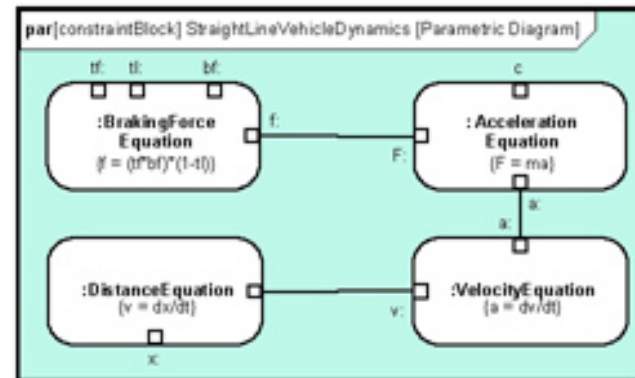 par[constraintBlock] StraightLineVehicleDynamics [Parametric Diagram]
tf: tl: bf:
c
:BrakingForce
Equation
{f = (tf*bf)*(1-tl)}
f:
F:
:Acceleration
Equation
{F = ma}
a:
a:
:DistanceEquation
{v = dx/dt}
x:
v:
:VelocityEquation
{a = dv/dt}